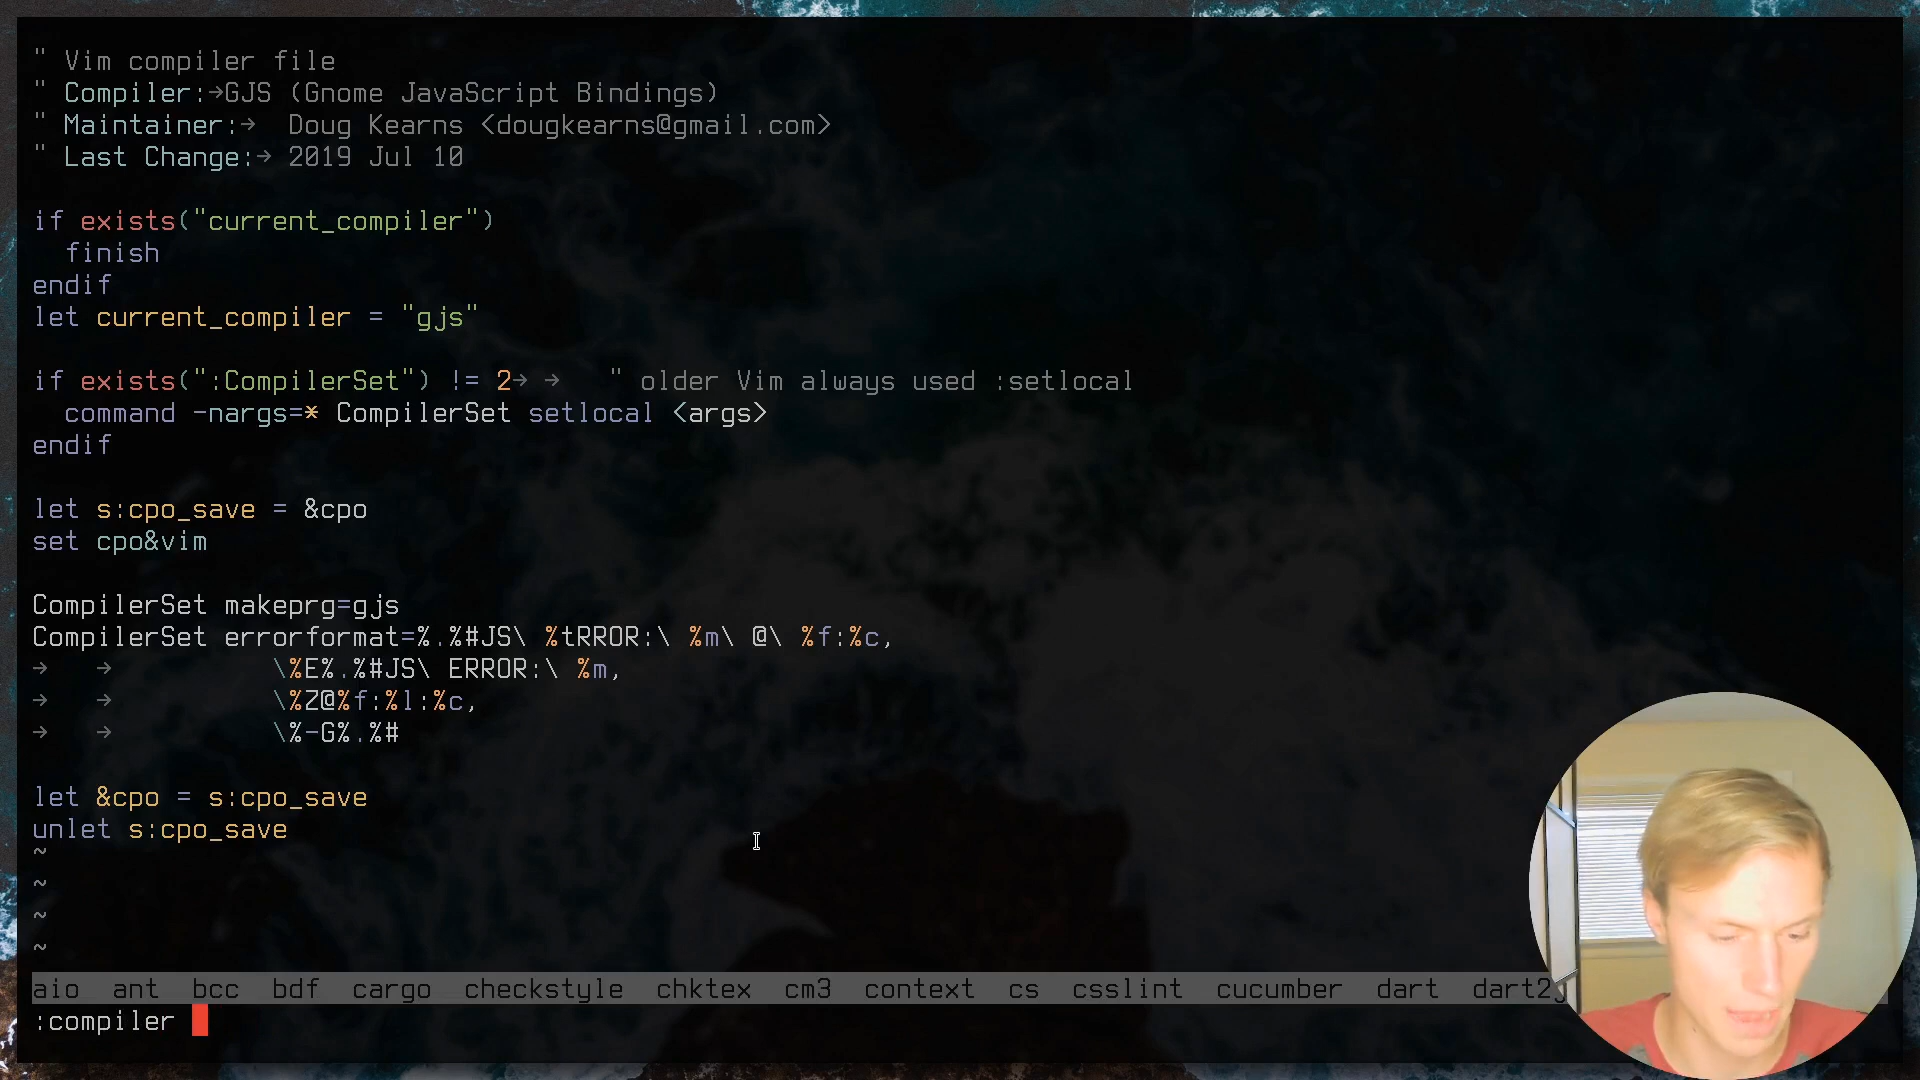 " Vim compiler file
" Compiler:→GJS (Gnome JavaScript Bindings)
" Maintainer:→  Doug Kearns <dougkearns@gmail.com>
" Last Change:→ 2019 Jul 10
if exists("current_compiler")
  finish
endif
let current_compiler = "gjs"
if exists(":CompilerSet") != 2→ →   " older Vim always used :setlocal
  command -nargs=* CompilerSet setlocal <args>
endif
let s:cpo_save = &cpo
set cpo&vim
CompilerSet makeprg=gjs
CompilerSet errorformat=%.%#JS\ %tRROR:\ %m\ @\ %f:%c,
→   →          \%E%.%#JS\ ERROR:\ %m,
→   →          \%Z@%f:%l:%c,
→   →          \%-G%.%#
let &cpo = s:cpo_save
unlet s:cpo_save
~
~
~
~
aio  ant  bcc  bdf  cargo  checkstyle  chktex  cm3  context  cs  csslint  cucumber  dart
:compiler